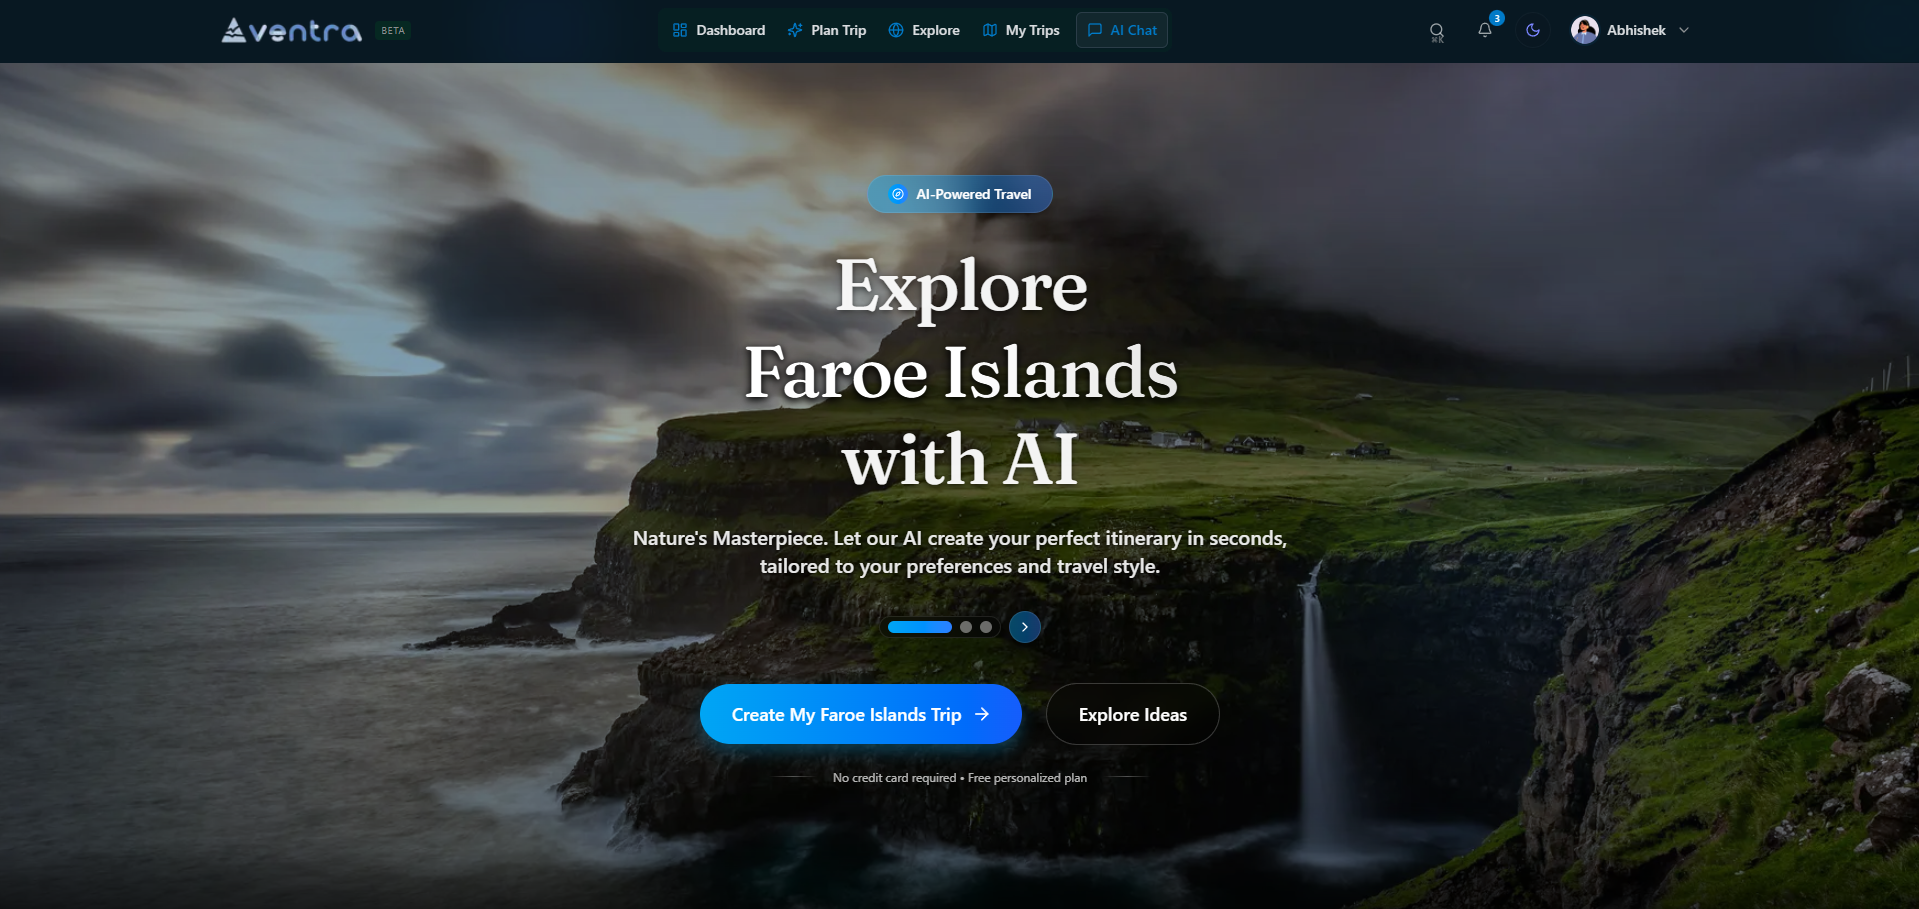 Aventra BETA Dashboard Plan Trip Explore My Trips AI Chat ⌘K 3 Abhishek
AI-Powered Travel
Explore
Faroe Islands
with AI
Nature's Masterpiece. Let our AI create your perfect itinerary in seconds,
tailored to your preferences and travel style.
Create My Faroe Islands Trip → Explore Ideas
No credit card required • Free personalized plan